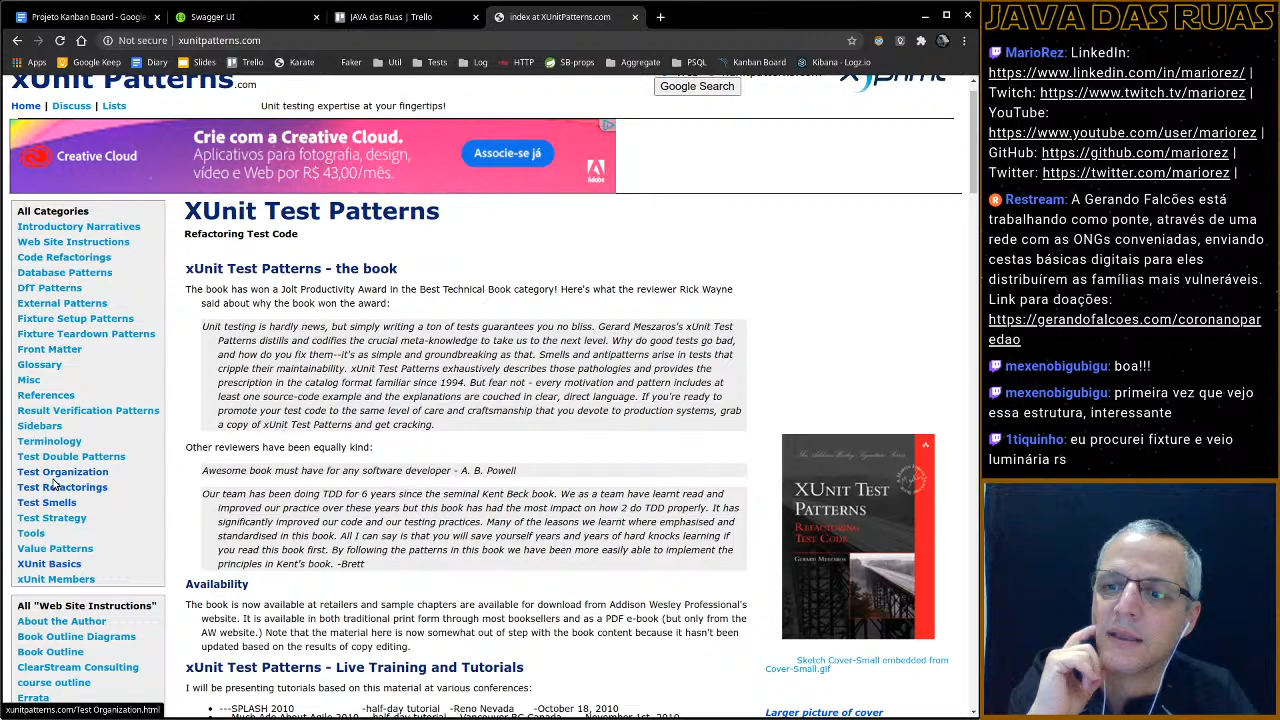 Projeto Kanban Board - Google
Swagger UI
JAVA das Ruas | Trello
index at XUnitPatterns.com
Not secure | xunitpatterns.com
Apps
Google Keep
Diary
Slides
Trello
Karate
Faker
Util
Tests
Log
HTTP
SB-props
Aggregate
PSQL
Kanban Board
Kibana - Logz.io
xUnit Patterns.com
Google Search
Home | Discuss | Lists
Unit testing expertise at your fingertips!
Creative Cloud
Crie com a Creative Cloud.
Aplicativos para fotografia, design,
vídeo e Web por R$ 43,00/mês.
Associe-se já
Adobe
All Categories
Introductory Narratives
Web Site Instructions
Code Refactorings
Database Patterns
DfT Patterns
External Patterns
Fixture Setup Patterns
Fixture Teardown Patterns
Front Matter
Glossary
Misc
References
Result Verification Patterns
Sidebars
Terminology
Test Double Patterns
Test Organization
Test Refactorings
Test Smells
Test Strategy
Tools
Value Patterns
XUnit Basics
xUnit Members
All "Web Site Instructions"
About the Author
Book Outline Diagrams
Book Outline
ClearStream Consulting
course outline
Errata
xunitpatterns.com/Test Organization.html
XUnit Test Patterns
Refactoring Test Code
xUnit Test Patterns - the book
The book has won a Jolt Productivity Award in the Best Technical Book category! Here's what the reviewer Rick Wayne
said about why the book won the award:
Unit testing is hardly news, but simply writing a ton of tests guarantees you no bliss. Gerard Meszaros's xUnit Test
Patterns distills and codifies the crucial meta-knowledge to take us to the next level. Why do good tests go bad,
and how do you fix them--it's as simple and groundbreaking as that. Smells and antipatterns arise in tests that
cripple their maintainability. xUnit Test Patterns exhaustively describes those pathologies and provides the
prescription in the catalog format familiar since 1994. But fear not - every motivation and pattern includes at
least one source-code example and the explanations are couched in clear, direct language. If you're ready to
promote your test code to the same level of care and craftsmanship that you devote to production systems, grab
a copy of xUnit Test Patterns and get cracking.
Other reviewers have been equally kind:
Awesome book must have for any software developer - A. B. Powell
Our team has been doing TDD for 6 years since the seminal Kent Beck book. We as a team have learnt read and
improved our practice over these years but this book has had the most impact on how 2 do TDD properly. It has
significantly improved our code and our testing practices. Many of the lessons we learnt where emphasised and
standardised in this book. All I can say is that you will save yourself years and years of hard knocks learning if
you read this book first. By following the patterns in this book we have been more easily able to implement the
principles in Kent's book. -Brett
Availability
The book is now available at retailers and sample chapters are available for download from Addison Wesley Professional's
website. It is available in both traditional print form through most booksellers and as a PDF e-book (but only from the
AW website.) Note that the material here is now somewhat out of step with the book content because it hasn't been
updated based on the results of copy editing.
xUnit Test Patterns - Live Training and Tutorials
I will be presenting tutorials based on this material at various conferences:
---SPLASH 2010 -half-day tutorial -Reno Nevada -October 18, 2010
XUNIT TEST
PATTERNS
REFACTORING
TEST CODE
GERARD MESZAROS
Sketch Cover-Small embedded from
Cover-Small.gif
Larger picture of cover
JAVA DAS RUAS
MarioRez: LinkedIn:
https://www.linkedin.com/in/mariorez/ |
Twitch: https://www.twitch.tv/mariorez |
YouTube:
https://www.youtube.com/user/mariorez |
GitHub: https://github.com/mariorez |
Twitter: https://twitter.com/mariorez |
Restream: A Gerando Falcões está
trabalhando como ponte, através de uma
rede com as ONGs conveniadas, enviando
cestas básicas digitais para eles
distribuírem as famílias mais vulneráveis.
Link para doações:
https://gerandofalcoes.com/coronanopar
edao
mexenobigubigu: boa!!!
mexenobigubigu: primeira vez que vejo
essa estrutura, interessante
1tiquinho: eu procurei fixture e veio
luminária rs